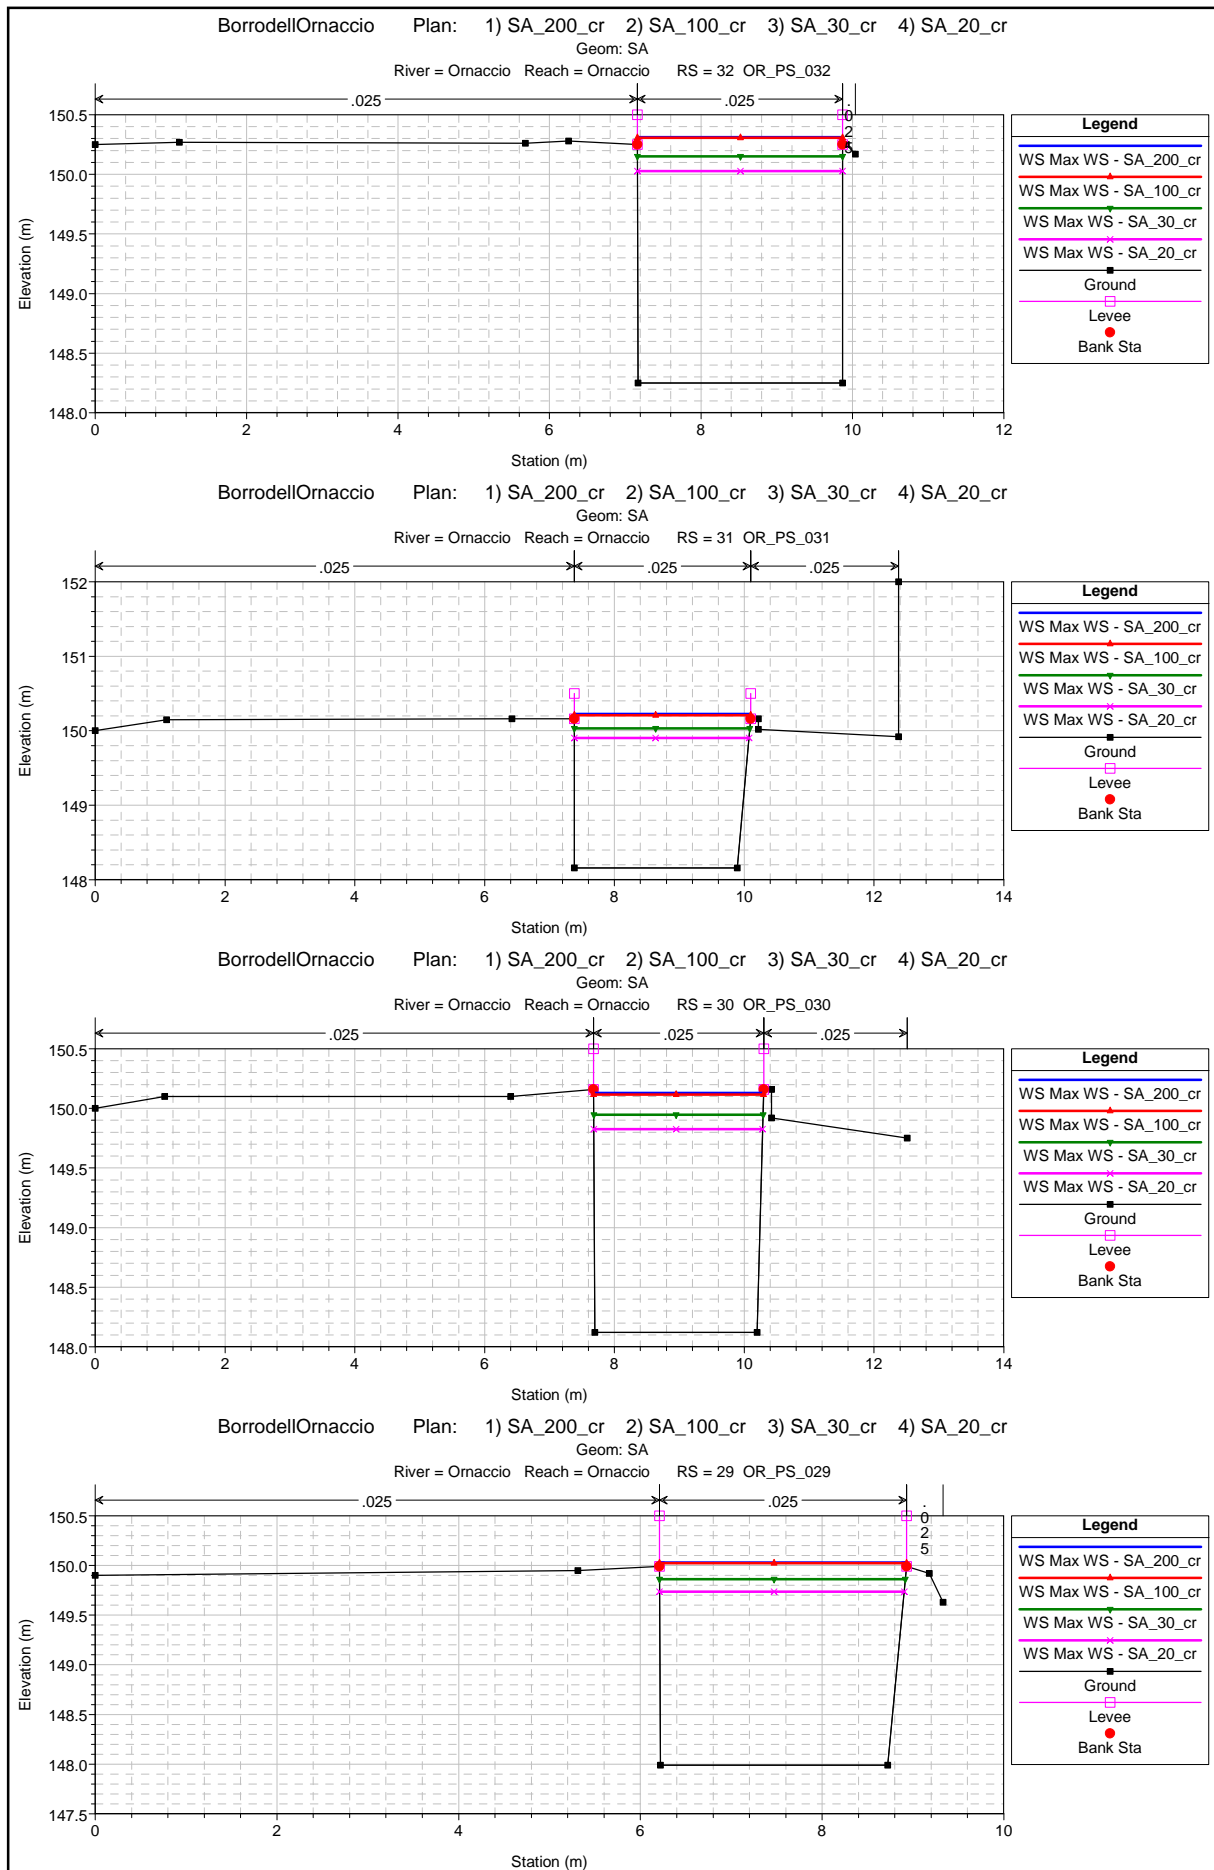 BorrodellOrnaccio Plan: 1) SA_200_cr 2) SA_100_cr 3) SA_30_cr 4) SA_20_cr
Geom: SA
River = Ornaccio Reach = Ornaccio RS = 32 OR_PS_032
.025 .025 .025
150.5
150.0
149.5
149.0
148.5
148.0
0 2 4 6 8 10 12
Elevation (m)
Station (m)
Legend
WS Max WS - SA_200_cr
WS Max WS - SA_100_cr
WS Max WS - SA_30_cr
WS Max WS - SA_20_cr
Ground
Levee
Bank Sta
BorrodellOrnaccio Plan: 1) SA_200_cr 2) SA_100_cr 3) SA_30_cr 4) SA_20_cr
Geom: SA
River = Ornaccio Reach = Ornaccio RS = 31 OR_PS_031
.025 .025 .025
152
151
150
149
148
0 2 4 6 8 10 12 14
Elevation (m)
Station (m)
Legend
WS Max WS - SA_200_cr
WS Max WS - SA_100_cr
WS Max WS - SA_30_cr
WS Max WS - SA_20_cr
Ground
Levee
Bank Sta
BorrodellOrnaccio Plan: 1) SA_200_cr 2) SA_100_cr 3) SA_30_cr 4) SA_20_cr
Geom: SA
River = Ornaccio Reach = Ornaccio RS = 30 OR_PS_030
.025 .025 .025
150.5
150.0
149.5
149.0
148.5
148.0
0 2 4 6 8 10 12 14
Elevation (m)
Station (m)
Legend
WS Max WS - SA_200_cr
WS Max WS - SA_100_cr
WS Max WS - SA_30_cr
WS Max WS - SA_20_cr
Ground
Levee
Bank Sta
BorrodellOrnaccio Plan: 1) SA_200_cr 2) SA_100_cr 3) SA_30_cr 4) SA_20_cr
Geom: SA
River = Ornaccio Reach = Ornaccio RS = 29 OR_PS_029
.025 .025 .025
150.5
150.0
149.5
149.0
148.5
148.0
147.5
0 2 4 6 8 10
Elevation (m)
Station (m)
Legend
WS Max WS - SA_200_cr
WS Max WS - SA_100_cr
WS Max WS - SA_30_cr
WS Max WS - SA_20_cr
Ground
Levee
Bank Sta